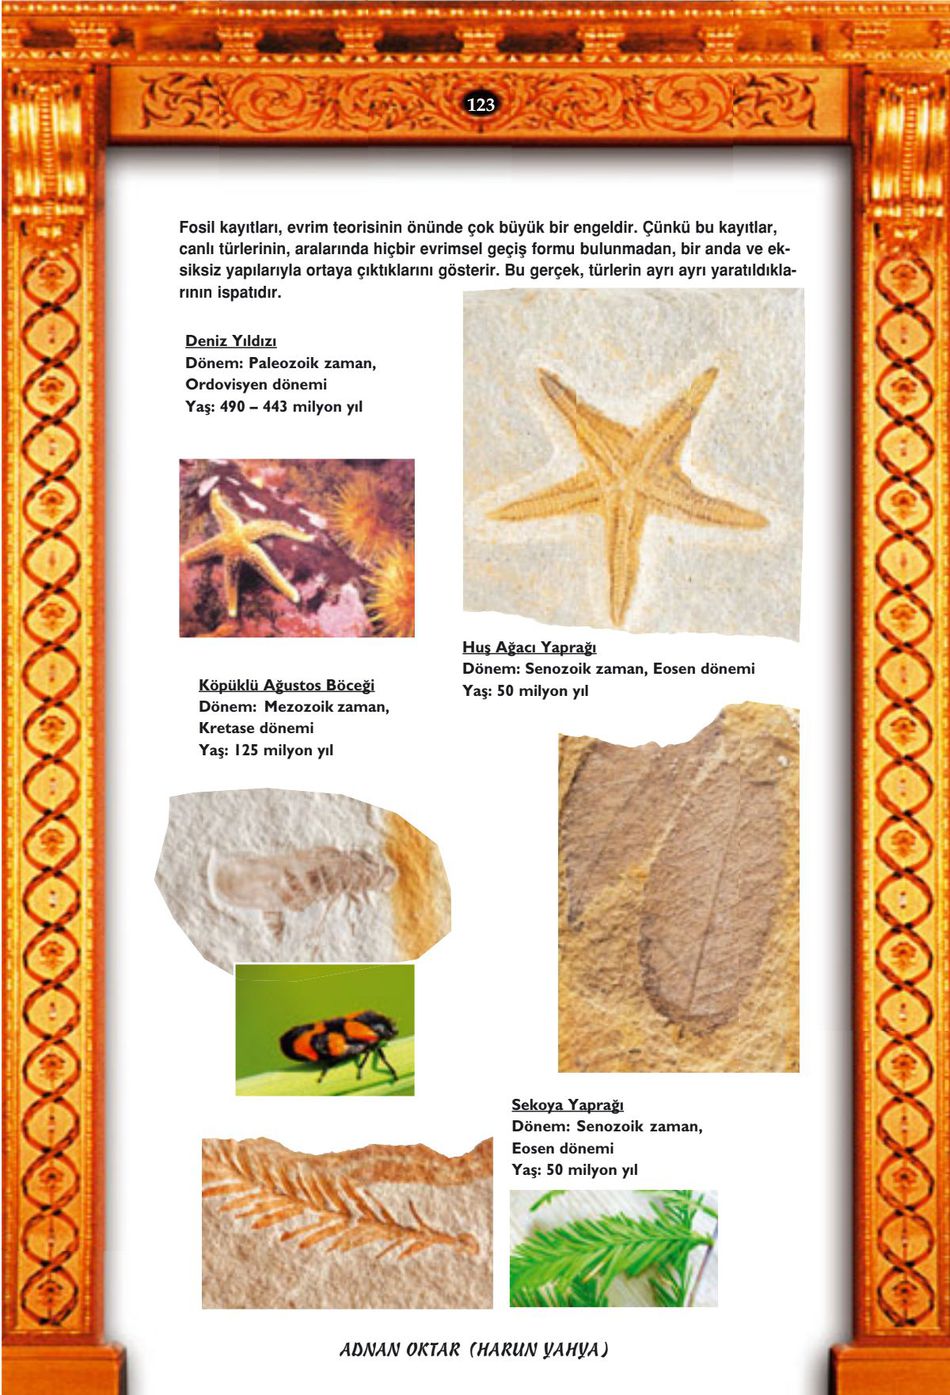 123
Fosil kayıtları, evrim teorisinin önünde çok büyük bir engeldir. Çünkü bu kayıtlar,
canlı türlerinin, aralarında hiçbir evrimsel geçiş formu bulunmadan, bir anda ve ek-
siksiz yapılarıyla ortaya çıktıklarını gösterir. Bu gerçek, türlerin ayrı ayrı yaratıldıkla-
rının ispatıdır.
Deniz Yıldızı
Dönem: Paleozoik zaman,
Ordovisyen dönemi
Yaş: 490 – 443 milyon yıl
Huş Ağacı Yaprağı
Dönem: Senozoik zaman, Eosen dönemi
Yaş: 50 milyon yıl
Köpüklü Ağustos Böceği
Dönem: Mezozoik zaman,
Kretase dönemi
Yaş: 125 milyon yıl
Sekoya Yaprağı
Dönem: Senozoik zaman,
Eosen dönemi
Yaş: 50 milyon yıl
ADNAN OKTAR (HARUN YAHYA)